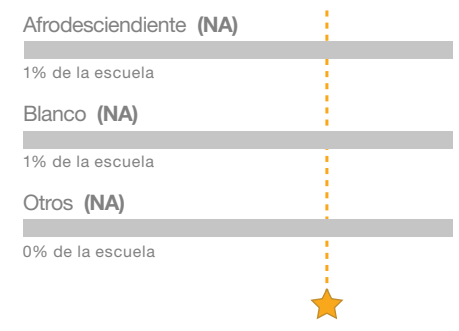 Afrodesciendiente (NA)
1% de la escuela
Blanco (NA)
1% de la escuela
Otros (NA)
0% de la escuela